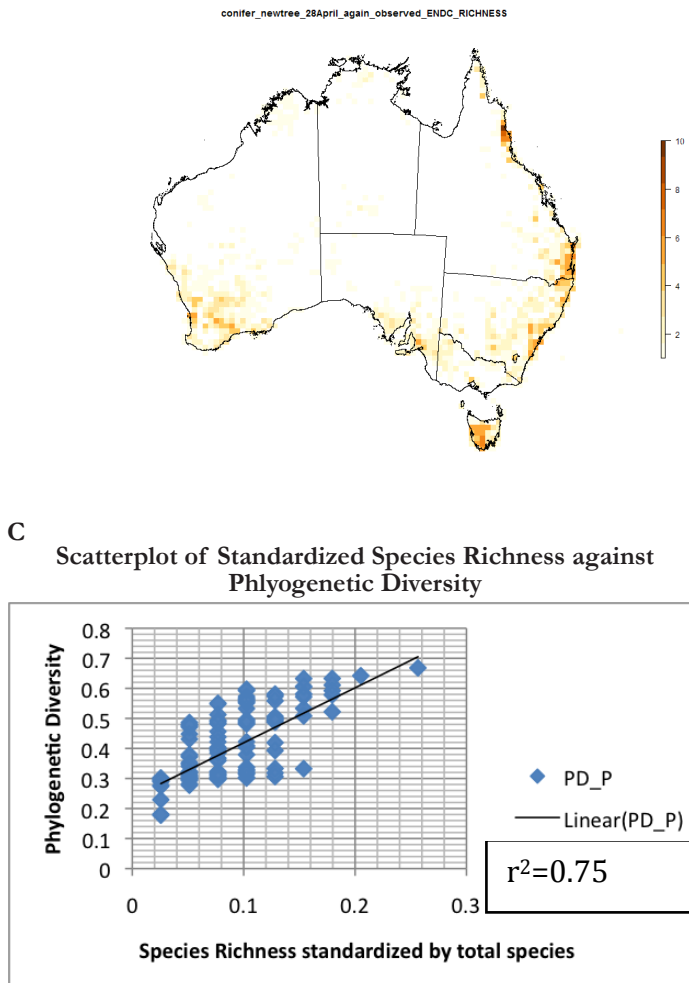 conifer_newtree_28April_again_observed_ENDC_RICHNESS
10
8
6
4
2
C
Scatterplot of Standardized Species Richness against
Phlyogenetic Diversity
Phylogenetic Diversity
0.8
0.7
0.6
0.5
0.4
0.3
0.2
0.1
0
0 0.1 0.2 0.3
Species Richness standardized by total species
PD_P
Linear(PD_P)
r²=0.75